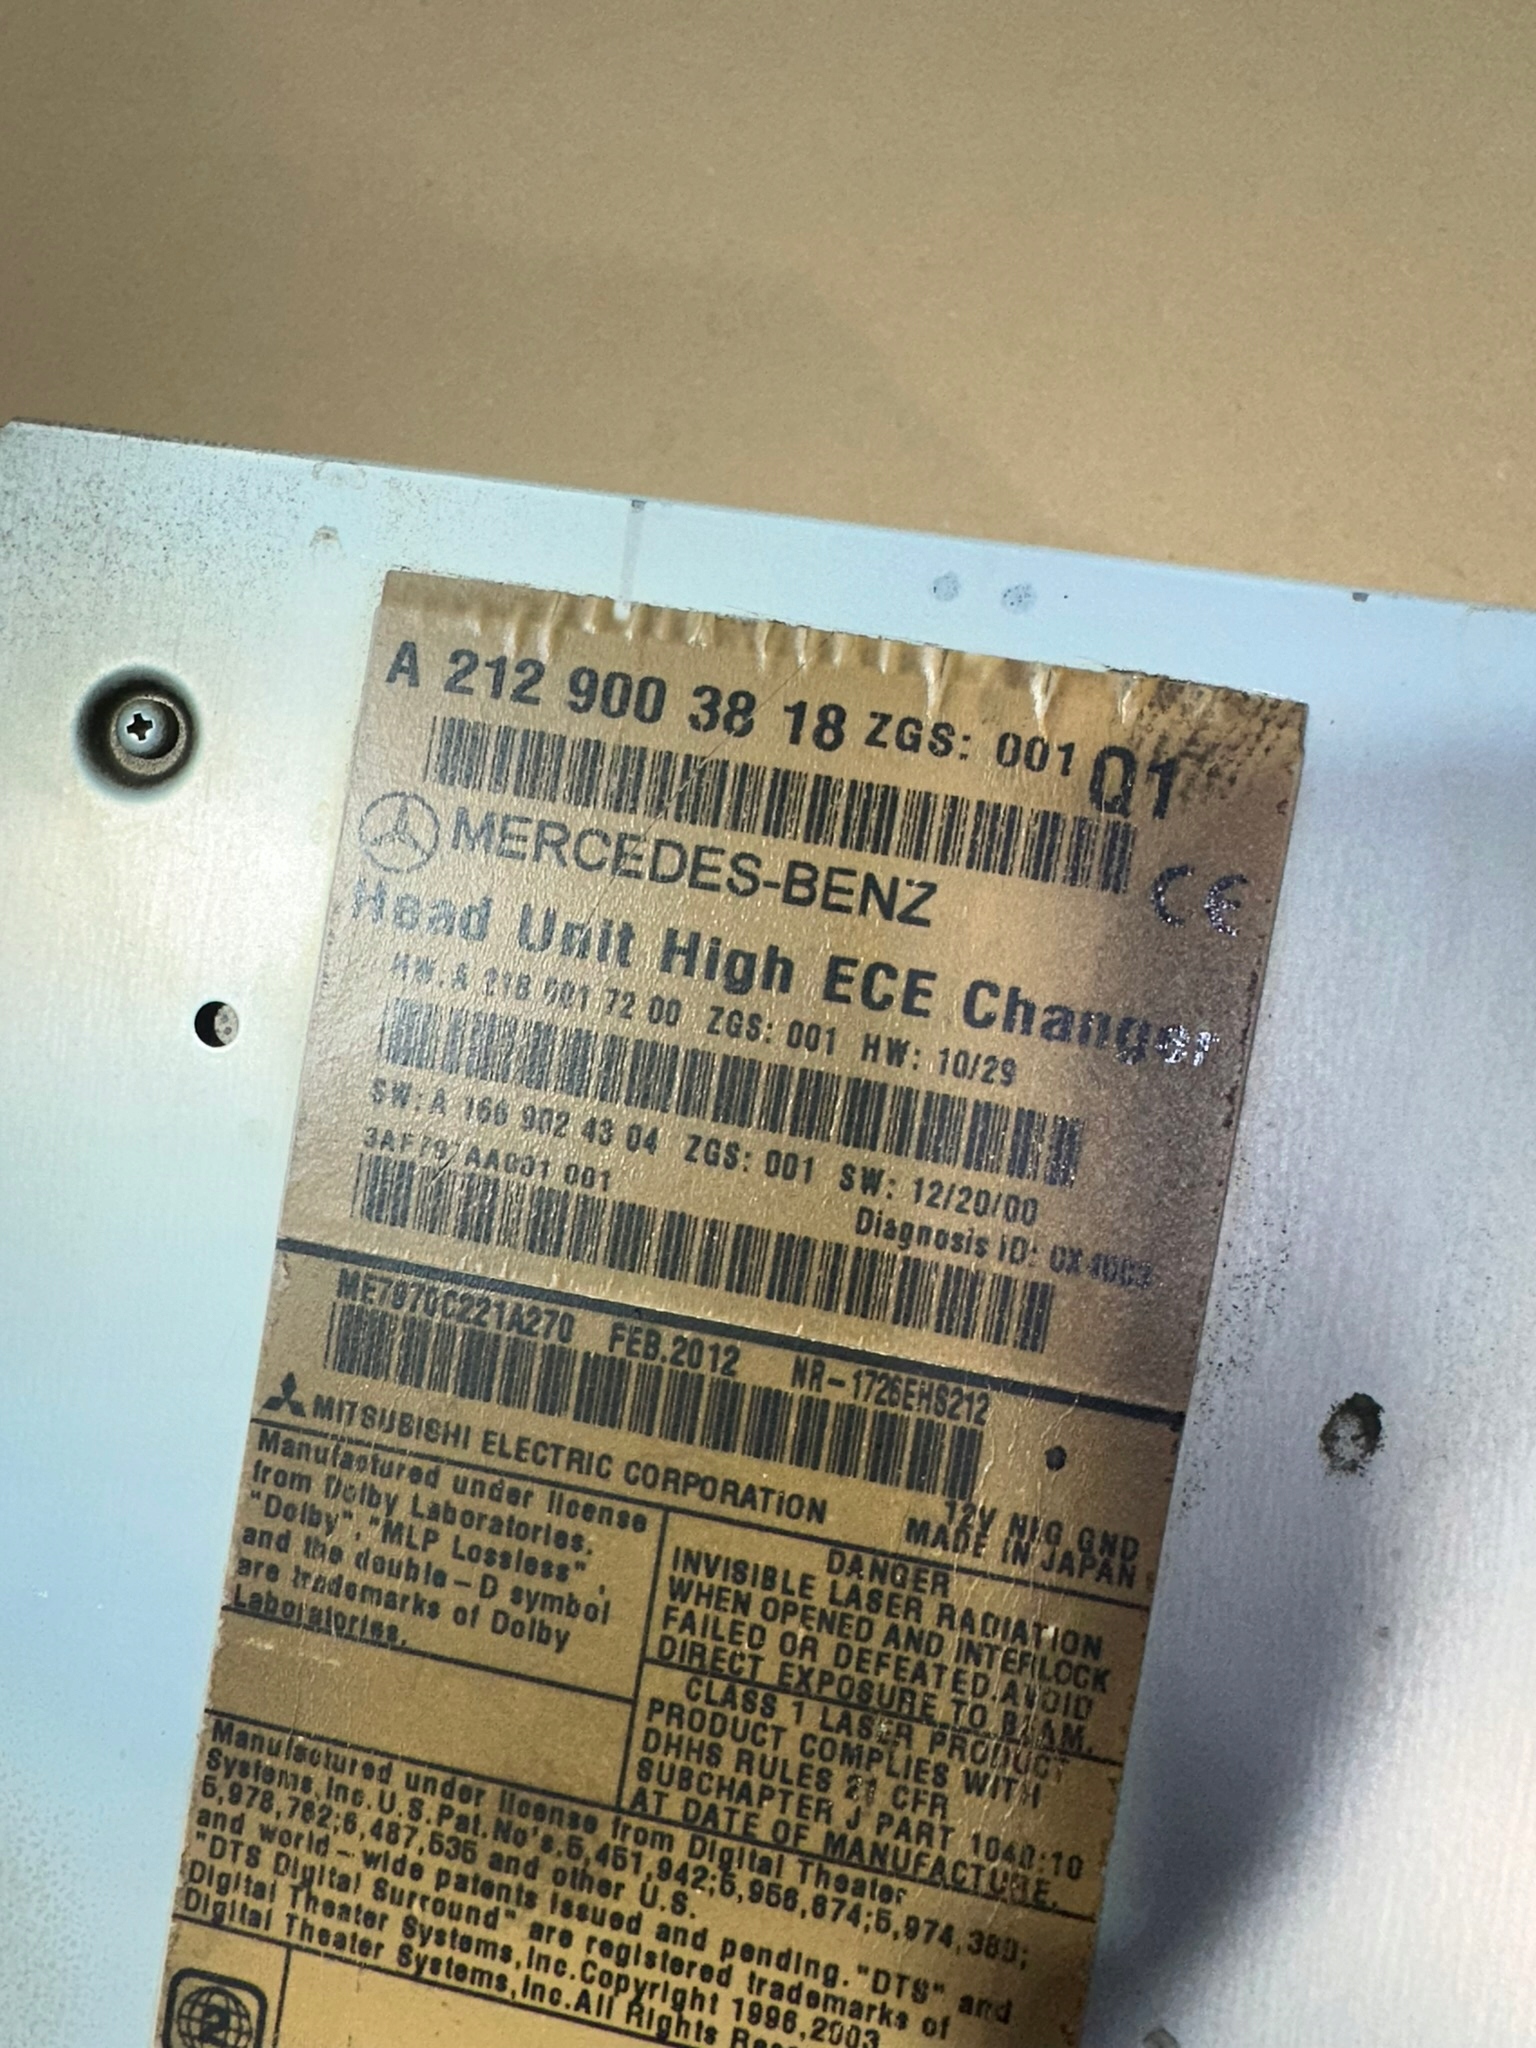 A 212 900 38 18 ZGS: 001 Q1
MERCEDES-BENZ
CE
Head Unit High ECE Changer
HW.A 218 901 72 00 ZGS: 001 HW: 10/29
SW:A 166 902 43 04 ZGS: 001 SW: 12/20/00
AA001 001
Diagnosis ID:
ME7970C221A270 FEB.2012 NR-1726EHS212
MITSUBISHI ELECTRIC CORPORATION
12V NEG GND
MADE IN JAPAN
Manufactured under license
from Dolby Laboratories.
"Dolby", "MLP Lossless",
and the double-D symbol
are trademarks of Dolby
Laboratories.
DANGER
INVISIBLE LASER RADIATION
WHEN OPENED AND INTERLOCK
FAILED OR DEFEATED.AVOID
DIRECT EXPOSURE TO BEAM.
CLASS 1 LASER PRODUCT
PRODUCT COMPLIES WITH
DHHS RULES 21 CFR
SUBCHAPTER J PART 1040:10
AT DATE OF MANUFACTURE.
Manufactured under license from Digital Theater
Systems,Inc.U.S.Pat.No's.5,451,942;5,956,674;5,974,380;
5,978,762;6,487,535 and other U.S.
and world-wide patents issued and pending."DTS" and
"DTS Digital Surround" are registered trademarks of
Digital Theater Systems,Inc.Copyright 1996,2003
Digital Theater Systems,Inc.All Rights
2